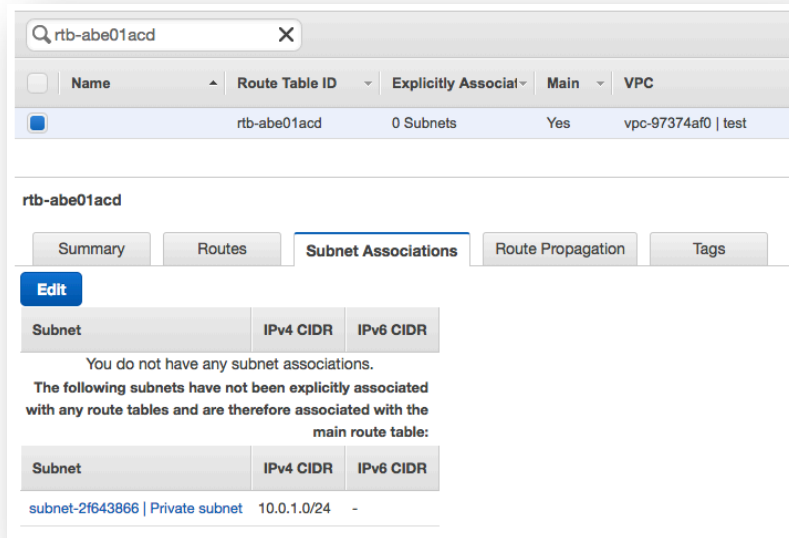 rtb-abe01acd
Name Route Table ID Explicitly Associat Main VPC
rtb-abe01acd 0 Subnets Yes vpc-97374af0 | test
rtb-abe01acd
Summary Routes Subnet Associations Route Propagation Tags
Edit
Subnet IPv4 CIDR IPv6 CIDR
You do not have any subnet associations.
The following subnets have not been explicitly associated
with any route tables and are therefore associated with the
main route table:
Subnet IPv4 CIDR IPv6 CIDR
subnet-2f643866 | Private subnet 10.0.1.0/24 -